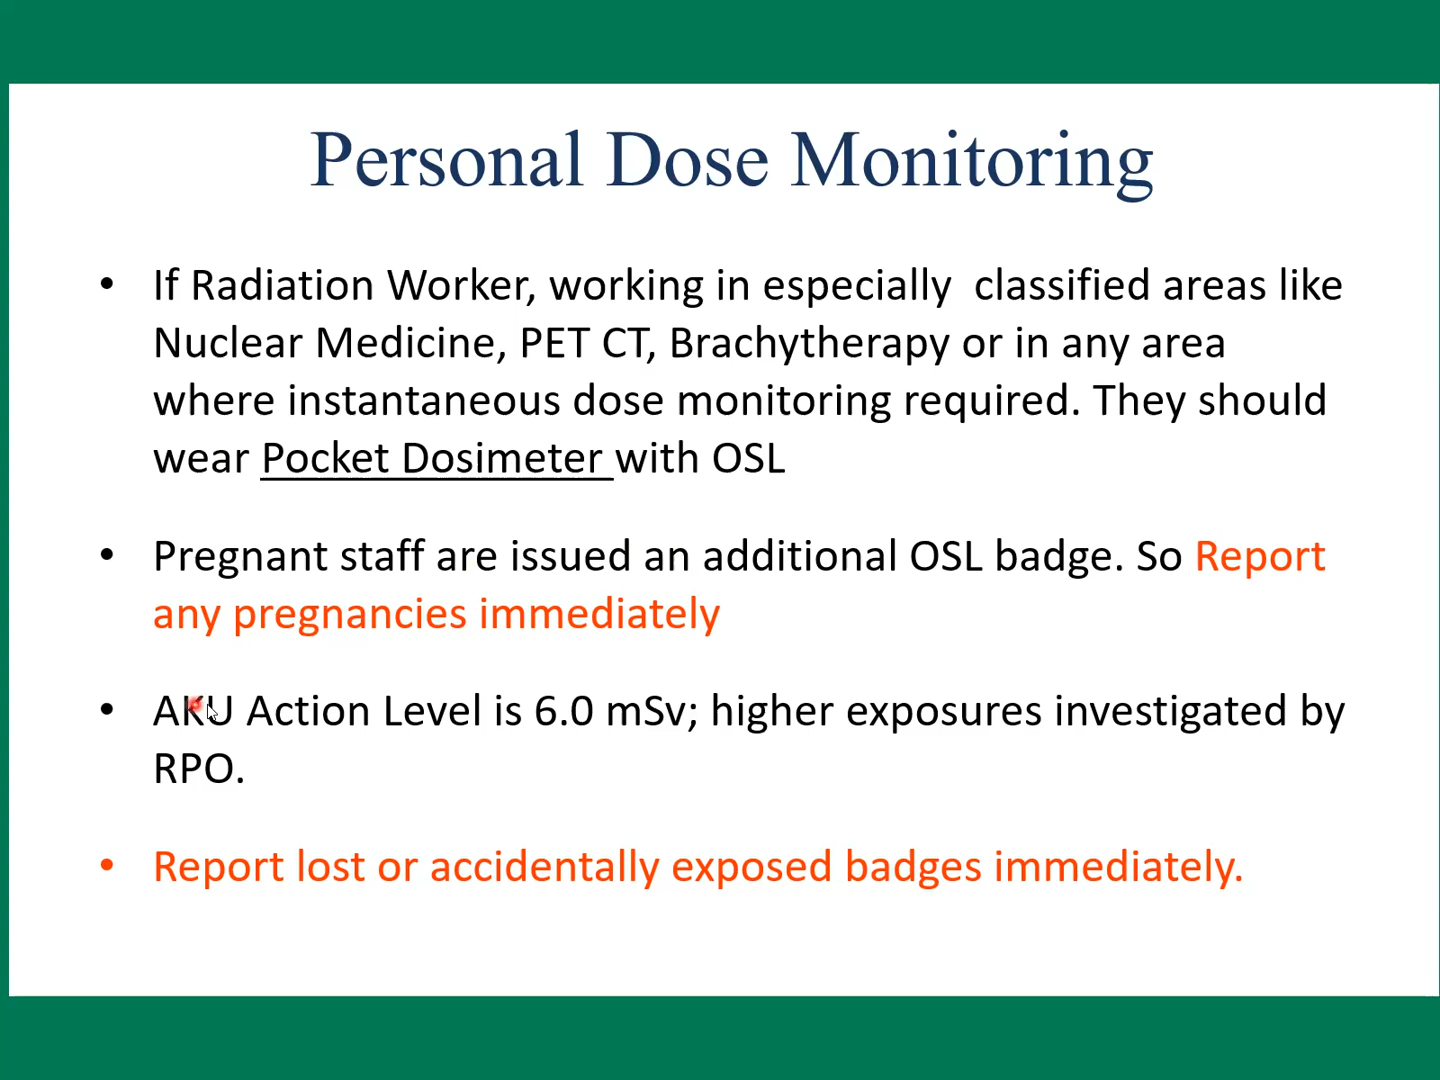 Personal Dose Monitoring
• If Radiation Worker, working in especially  classified areas like
Nuclear Medicine, PET CT, Brachytherapy or in any area
where instantaneous dose monitoring required. They should
wear Pocket Dosimeter with OSL
• Pregnant staff are issued an additional OSL badge. So Report
any pregnancies immediately
• AKU Action Level is 6.0 mSv; higher exposures investigated by
RPO.
• Report lost or accidentally exposed badges immediately.